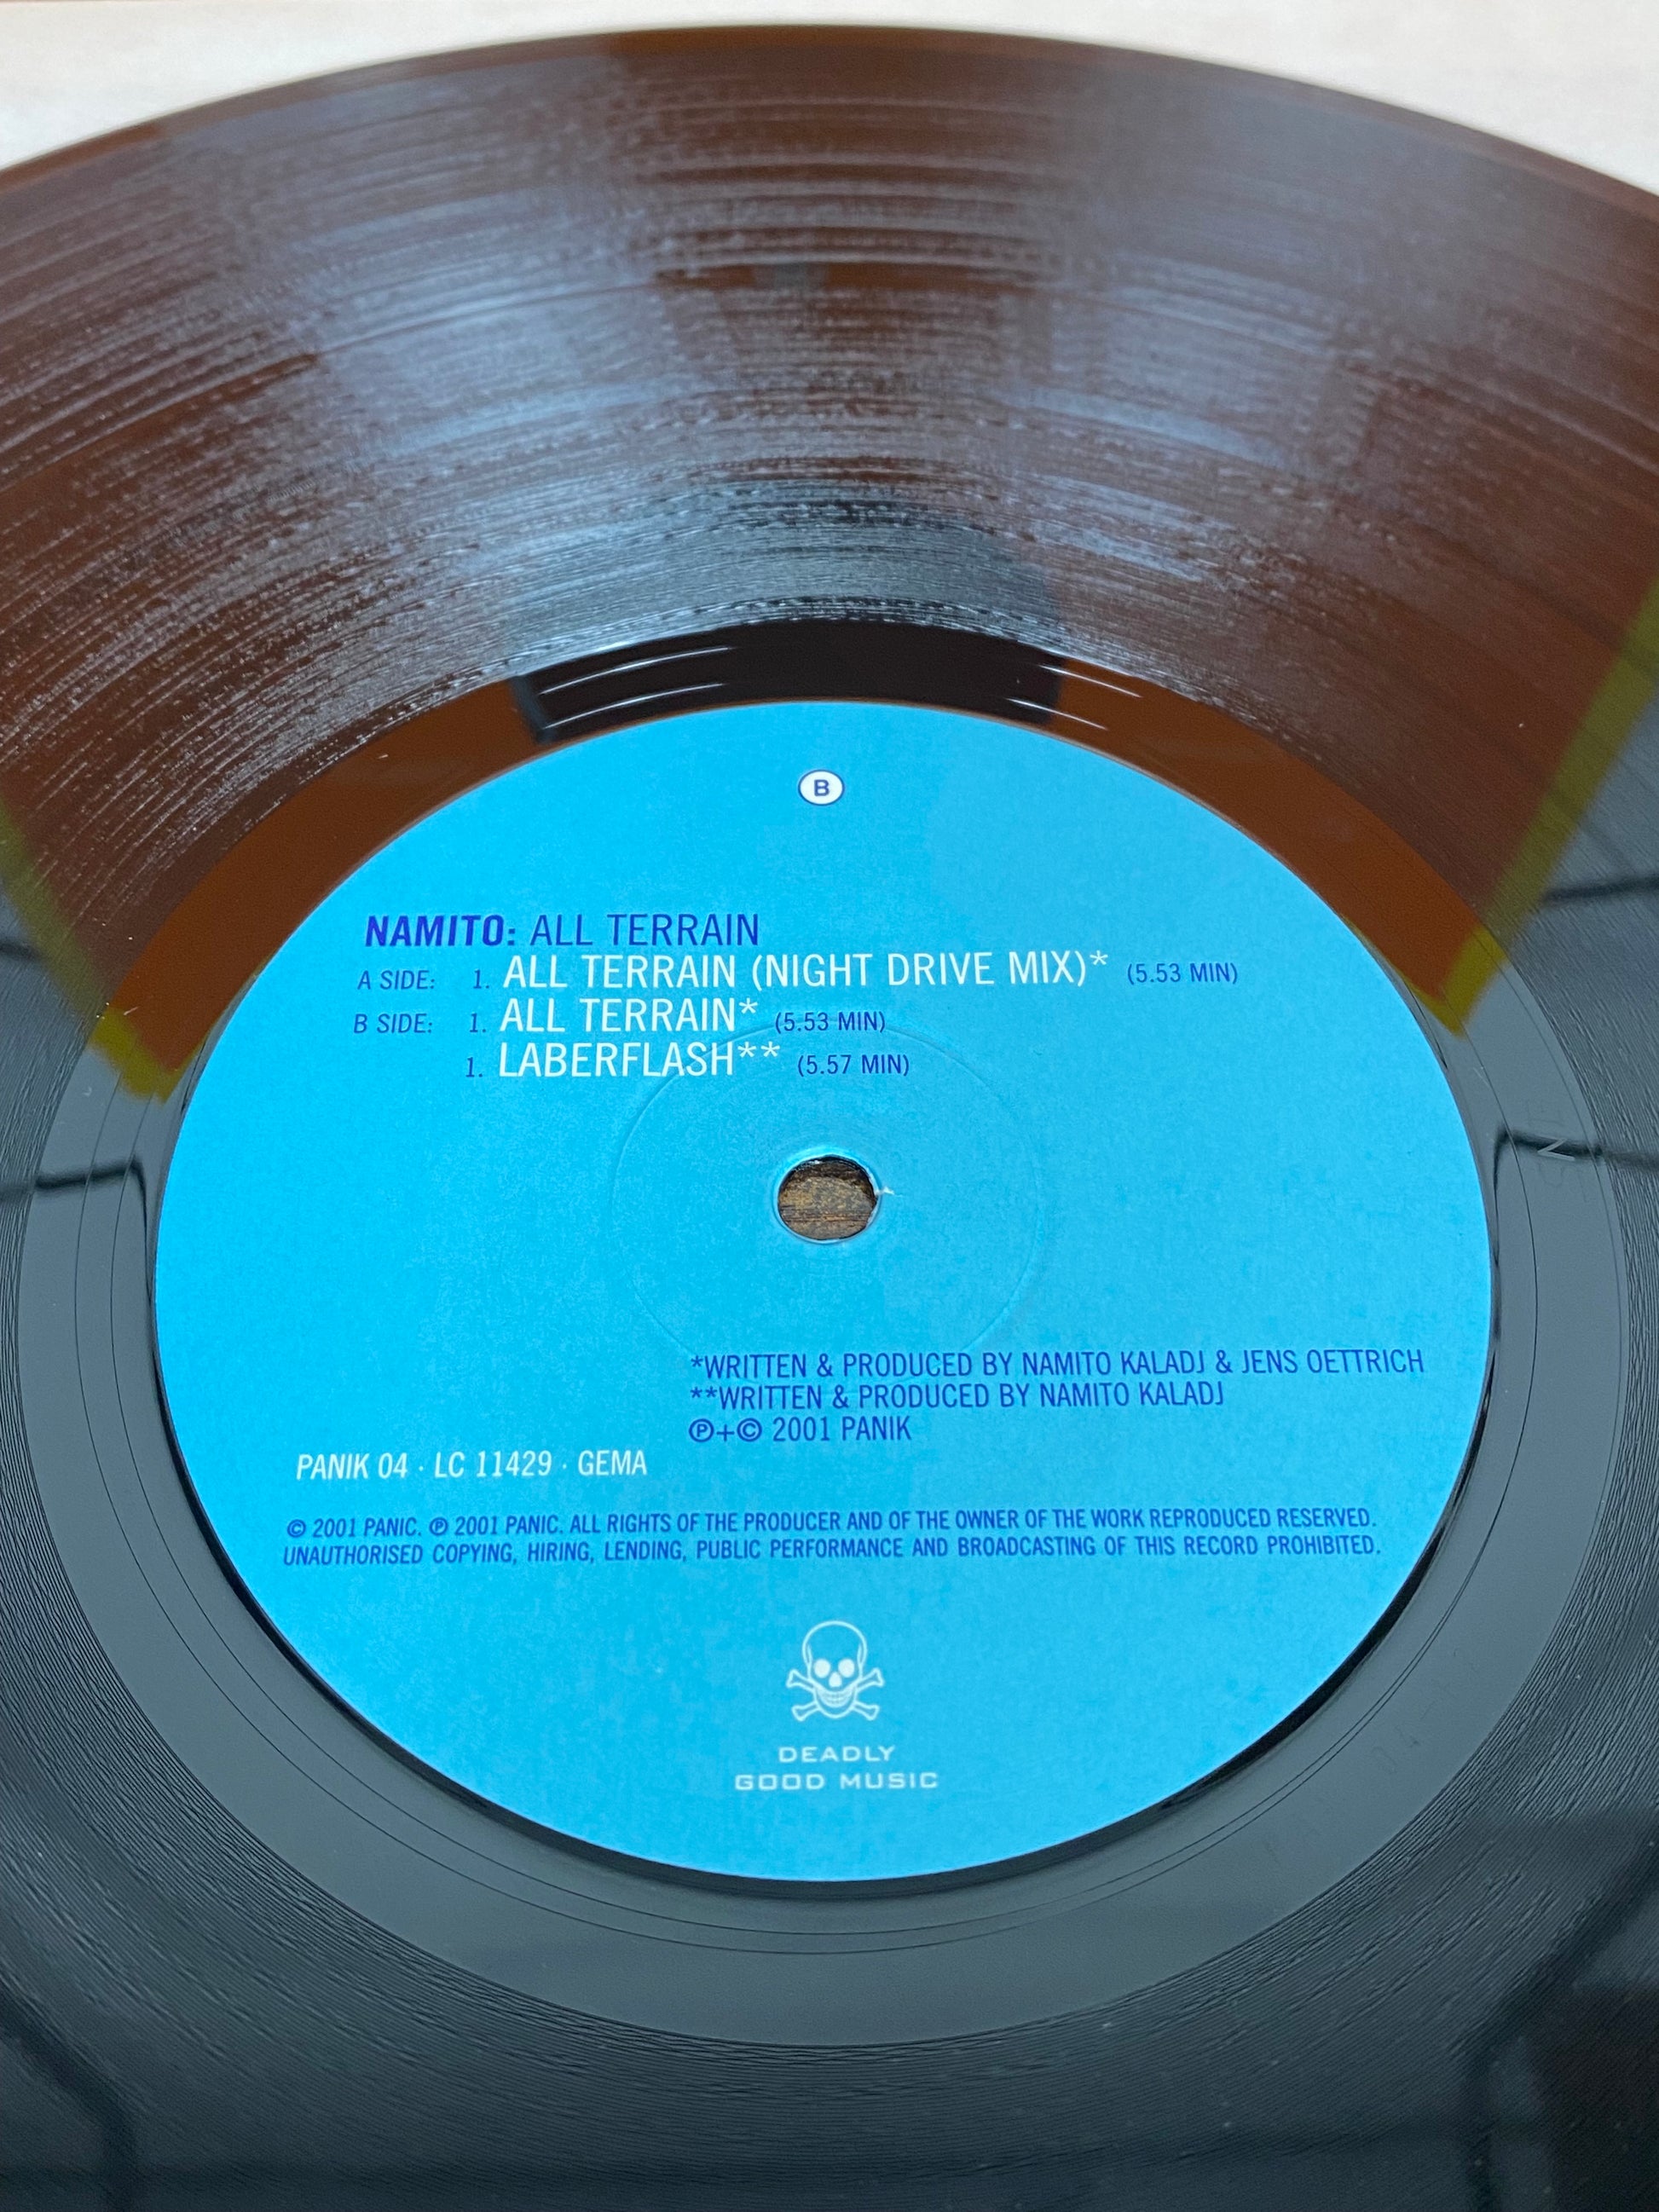 B
NAMITO: ALL TERRAIN
A SIDE: 1. ALL TERRAIN (NIGHT DRIVE MIX)* (5.53 MIN)
B SIDE: 1. ALL TERRAIN* (5.53 MIN)
1. LABERFLASH** (5.57 MIN)
*WRITTEN & PRODUCED BY NAMITO KALADJ & JENS OETTRICH
**WRITTEN & PRODUCED BY NAMITO KALADJ
℗+© 2001 PANIK
PANIK 04 · LC 11429 · GEMA
© 2001 PANIC. ℗ 2001 PANIC. ALL RIGHTS OF THE PRODUCER AND OF THE OWNER OF THE WORK REPRODUCED RESERVED.
UNAUTHORISED COPYING, HIRING, LENDING, PUBLIC PERFORMANCE AND BROADCASTING OF THIS RECORD PROHIBITED.
DEADLY
GOOD MUSIC